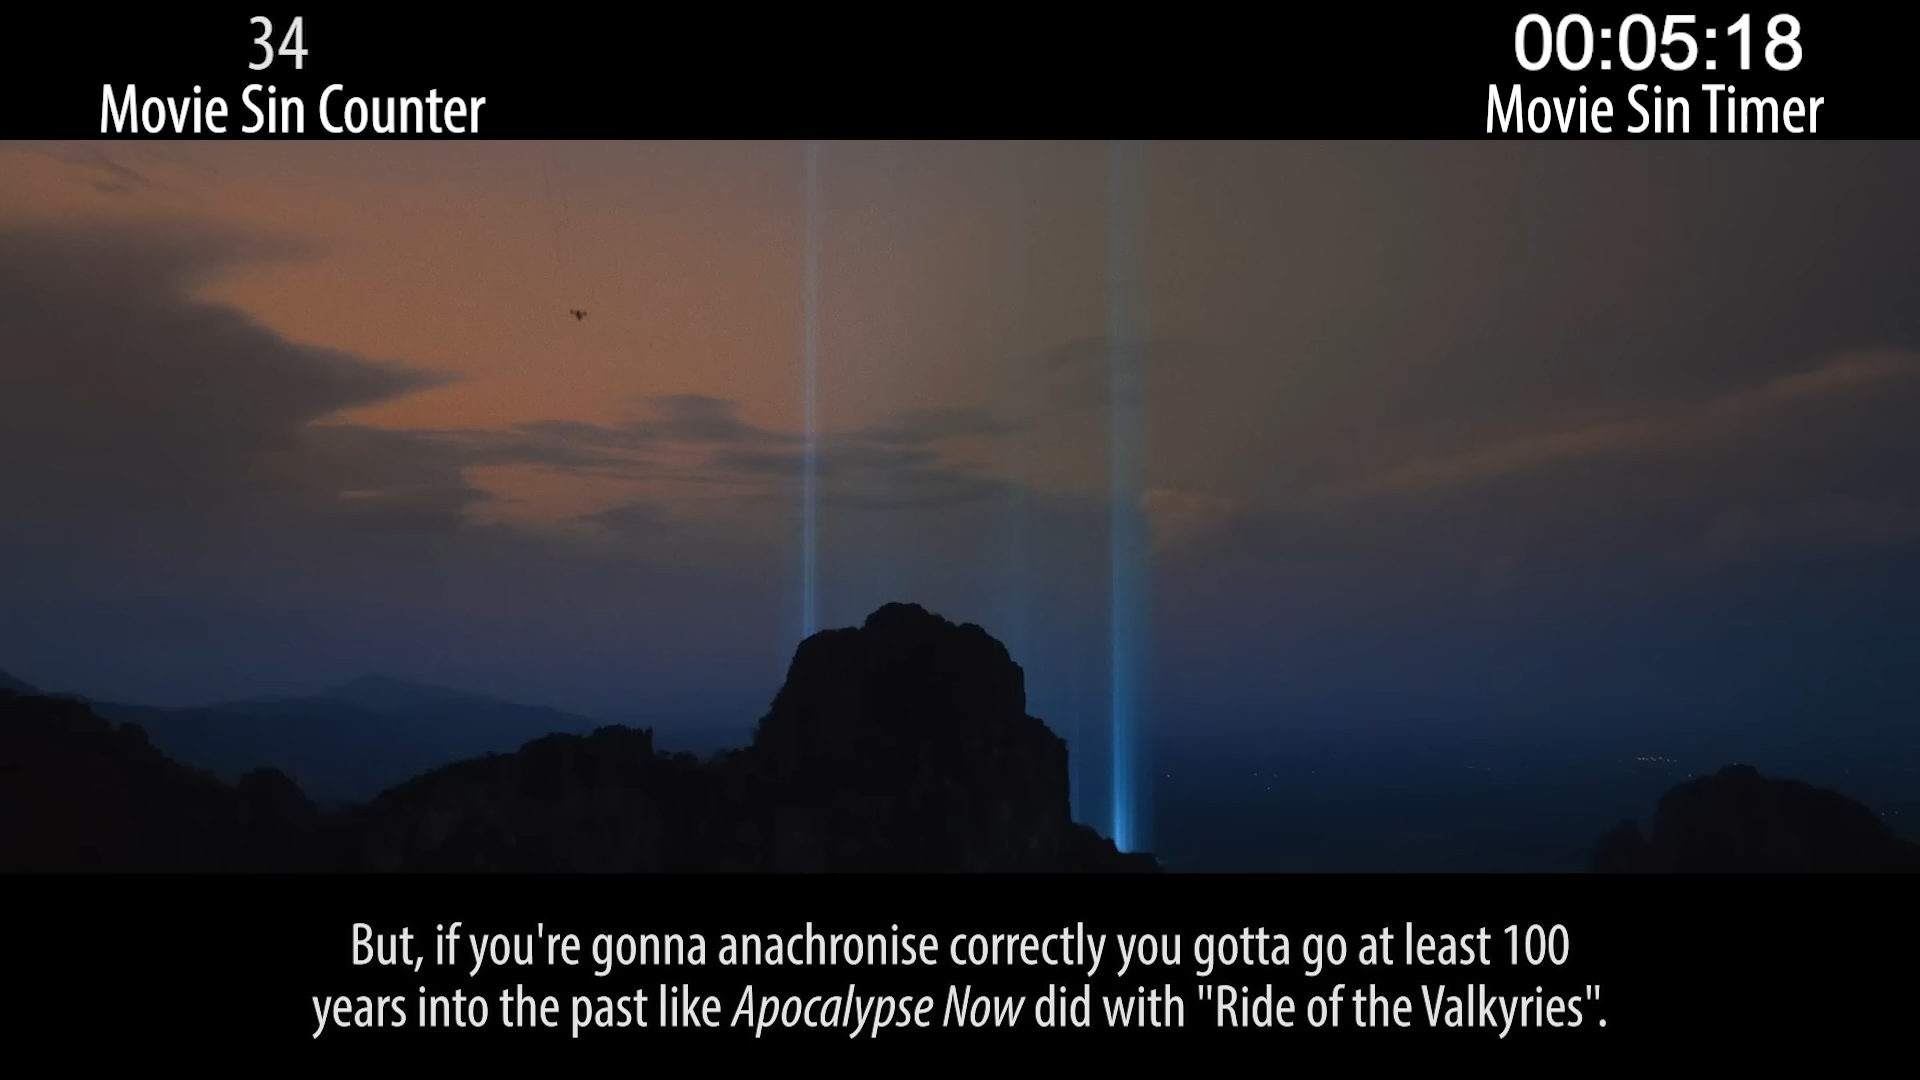 34
Movie Sin Counter
00:05:18
Movie Sin Timer
But, if you're gonna anachronise correctly you gotta go at least 100
years into the past like Apocalypse Now did with "Ride of the Valkyries".